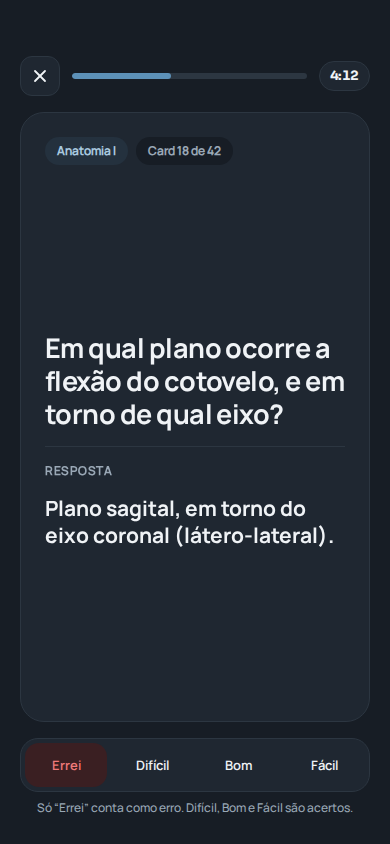 4:12
Anatomia I
Card 18 de 42
Em qual plano ocorre a
flexão do cotovelo, e em
torno de qual eixo?
RESPOSTA
Plano sagital, em torno do
eixo coronal (látero-lateral).
Errei
Difícil
Bom
Fácil
Só “Errei” conta como erro. Difícil, Bom e Fácil são acertos.